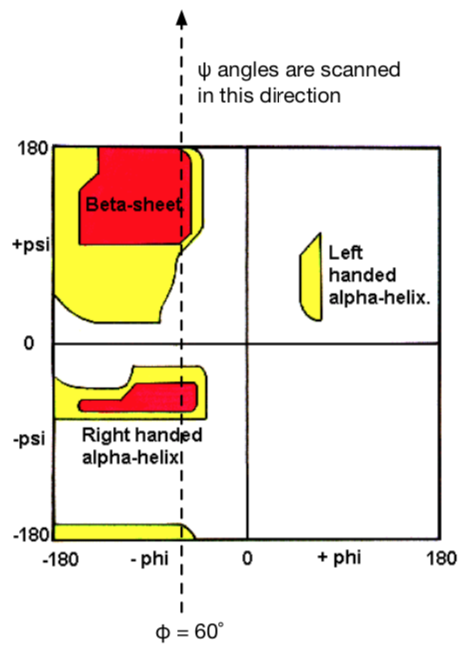 ψ angles are scanned
in this direction
180
Beta-sheet
+psi
Left
handed
alpha-helix.
0
-psi
Right handed
alpha-helix
-180
-180
- phi
0
+ phi
180
ϕ = 60°